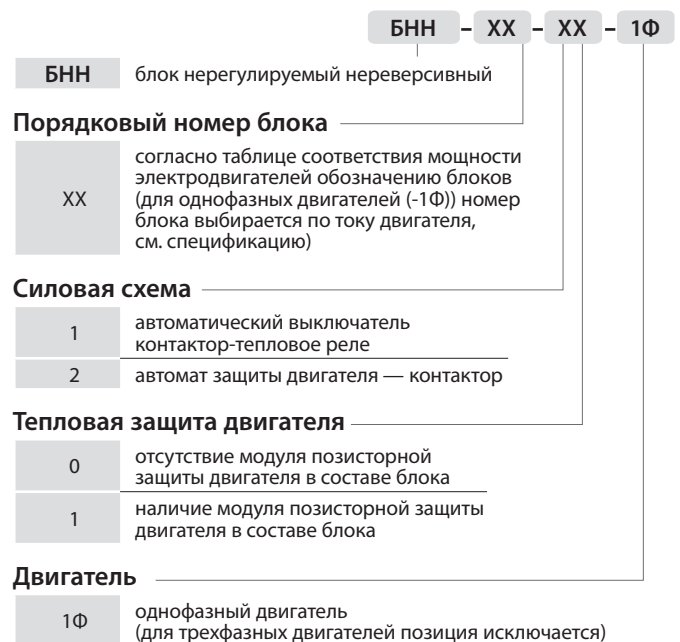 БНН – ХХ – ХХ – 1Ф
БНН блок нерегулируемый нереверсивный
Порядковый номер блока
ХХ
согласно таблице соответствия мощности
электродвигателей обозначению блоков
(для однофазных двигателей (-1Ф)) номер
блока выбирается по току двигателя,
см. спецификацию)
Силовая схема
1
автоматический выключатель
контактор-тепловое реле
2 автомат защиты двигателя — контактор
Тепловая защита двигателя
0
отсутствие модуля позисторной
защиты двигателя в составе блока
1
наличие модуля позисторной защиты
двигателя в составе блока
Двигатель
1Ф
однофазный двигатель
(для трехфазных двигателей позиция исключается)